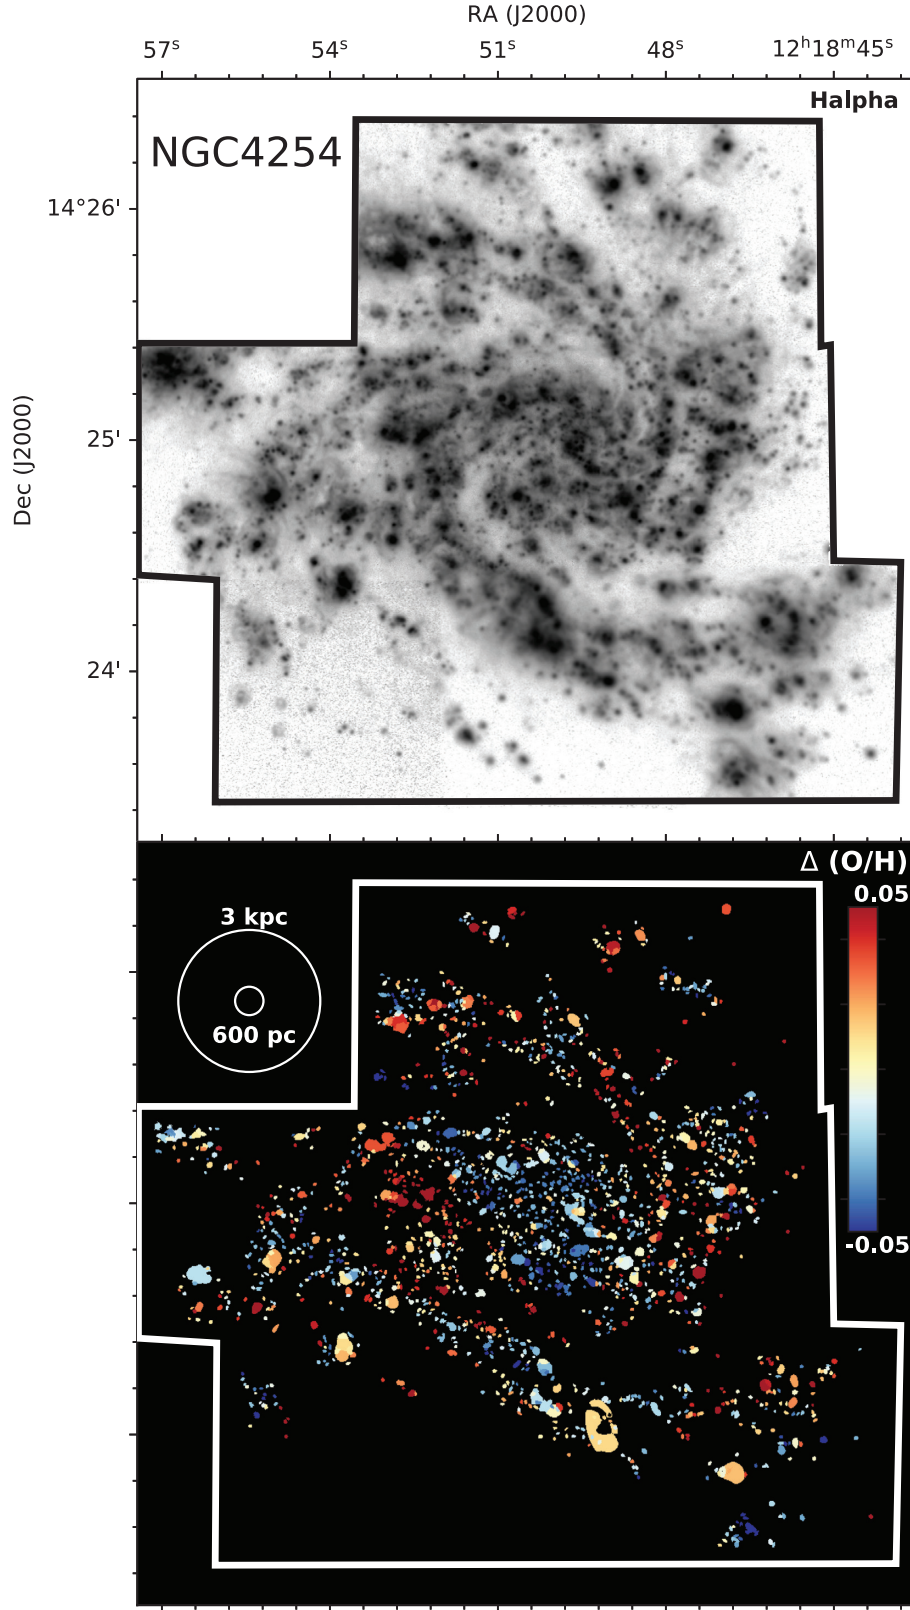 RA (J2000)
57ˢ 54ˢ 51ˢ 48ˢ 12ʰ18ᵐ45ˢ
Halpha
NGC4254
14°26'
25'
24'
Dec (J2000)
Δ (O/H)
0.05
3 kpc
600 pc
-0.05